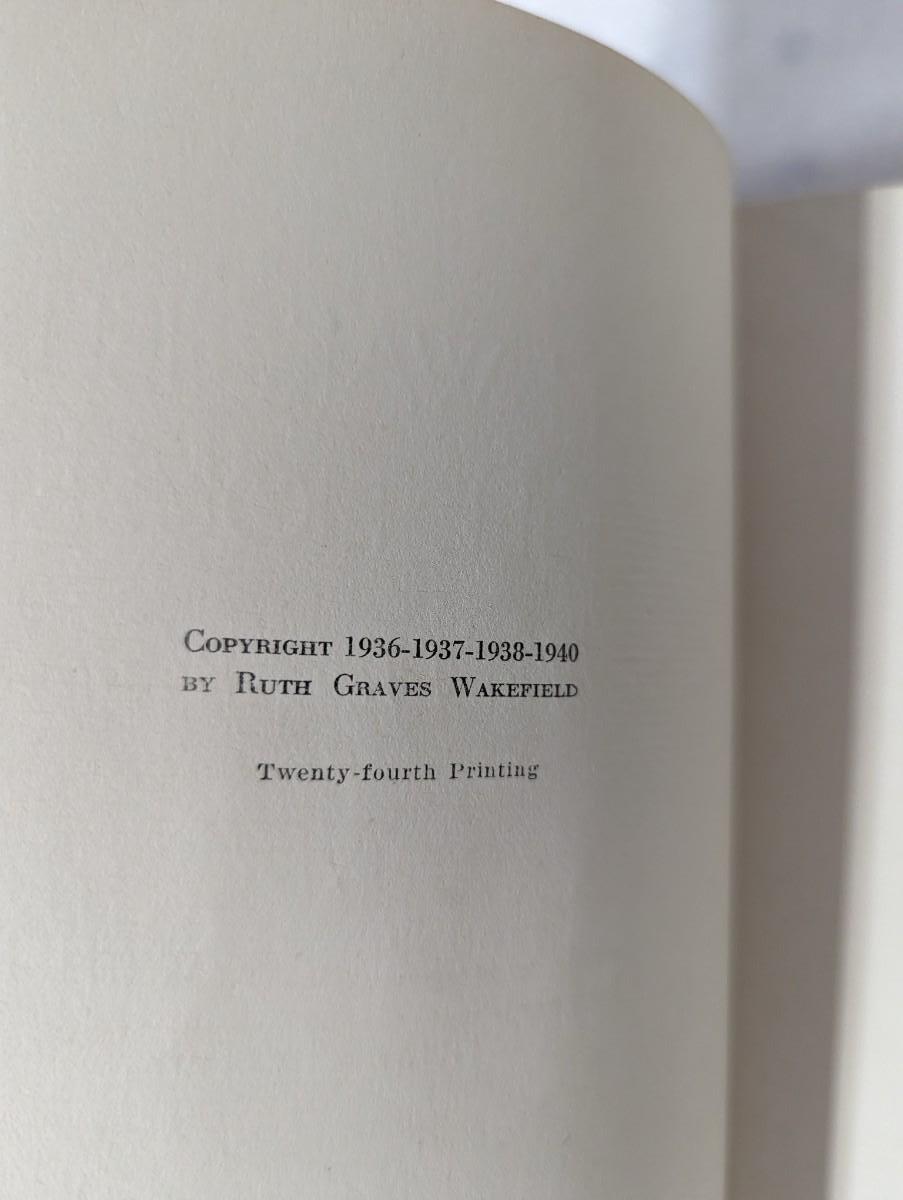 Copyright 1936-1937-1938-1940
by Ruth Graves Wakefield
Twenty-fourth Printing